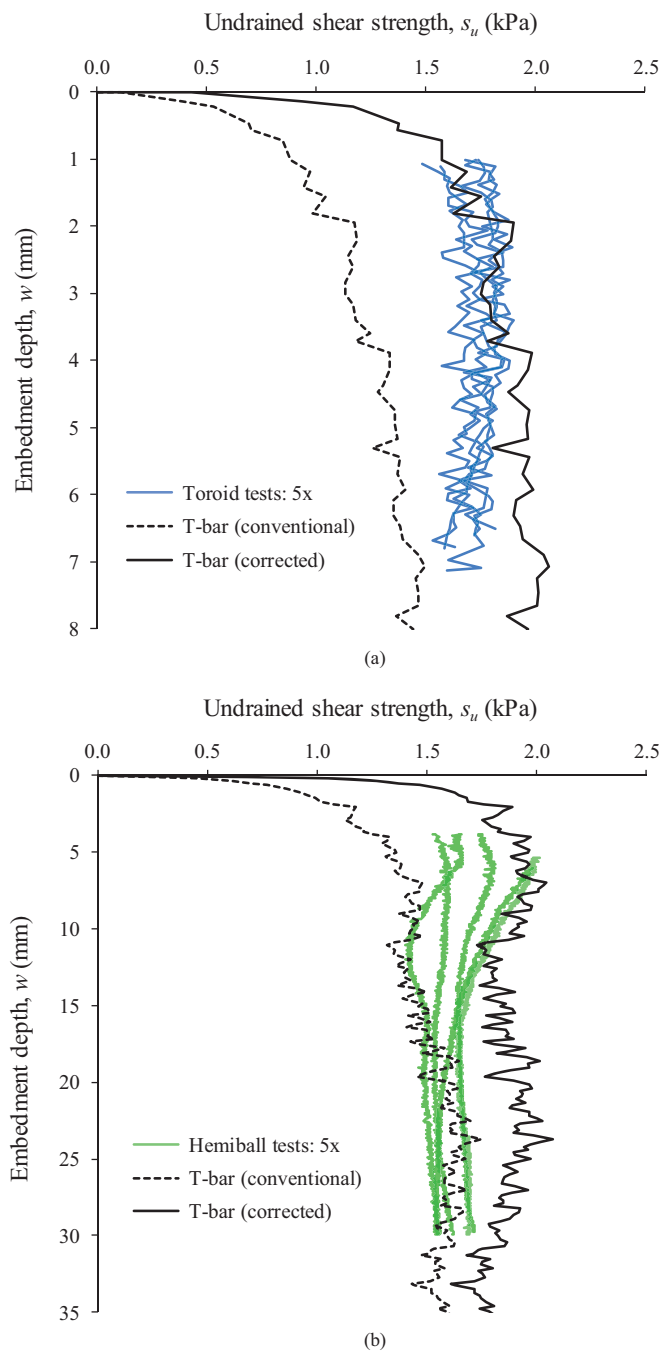 Undrained shear strength, su (kPa)
0.0 0.5 1.0 1.5 2.0 2.5
0
1
2
3
4
5
6
7
8
Embedment depth, w (mm)
Toroid tests: 5x
T-bar (conventional)
T-bar (corrected)
(a)
Undrained shear strength, su (kPa)
0.0 0.5 1.0 1.5 2.0 2.5
0
5
10
15
20
25
30
35
Embedment depth, w (mm)
Hemiball tests: 5x
T-bar (conventional)
T-bar (corrected)
(b)